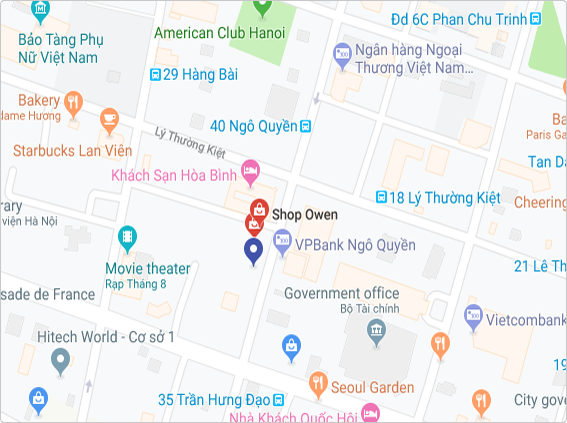 American Club Hanoi
Đd 6C Phan Chu Trinh
Bảo Tàng Phụ
Nữ Việt Nam
Ngân hàng Ngoại
Thương Việt Nam...
29 Hàng Bài
Bakery
dame Hương
40 Ngô Quyền
Ba
Paris Ga
Lý Thường Kiệt
Starbucks Lan Viên
Tan Da
Khách Sạn Hòa Bình
18 Lý Thường Kiệt
Cheering
rary
viện Hà Nội
Shop Owen
VPBank Ngô Quyền
Movie theater
Rạp Tháng 8
21 Lê Th
Government office
Bộ Tài chính
sade de France
Vietcombank
Hitech World - Cơ sở 1
19
Seoul Garden
35 Trần Hưng Đạo
City gove
Nhà Khách Quốc Hội